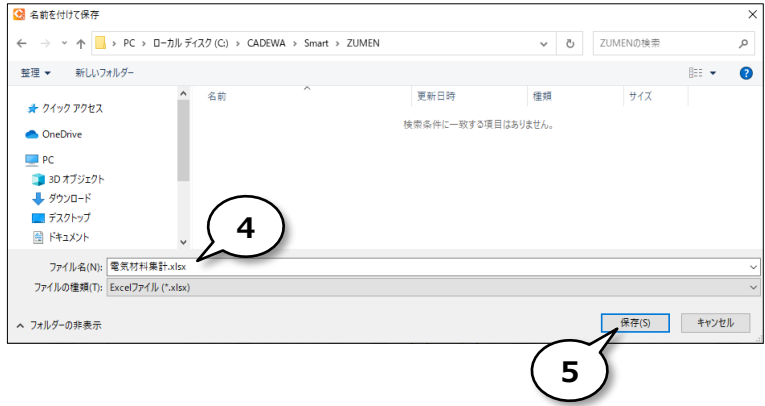 名前を付けて保存
PC › ローカル ディスク (C:) › CADEWA › Smart › ZUMEN
ZUMENの検索
整理 新しいフォルダー
名前 更新日時 種類 サイズ
検索条件に一致する項目はありません。
クイック アクセス
OneDrive
PC
3D オブジェクト
ダウンロード
デスクトップ
ドキュメント
4
ファイル名(N): 電気材料集計.xlsx
ファイルの種類(T): Excelファイル (*.xlsx)
フォルダーの非表示
保存(S) キャンセル
5